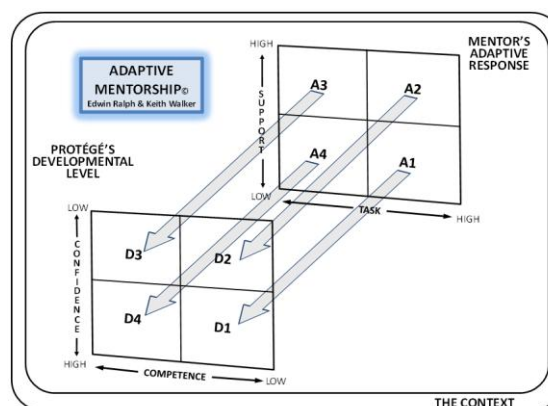 ADAPTIVE
MENTORSHIP©
Edwin Ralph & Keith Walker
MENTOR'S
ADAPTIVE
RESPONSE
HIGH
SUPPORT
LOW
TASK
HIGH
A3
A2
A4
A1
PROTÉGÉ'S
DEVELOPMENTAL
LEVEL
LOW
CONFIDENCE
HIGH
COMPETENCE
LOW
D3
D2
D4
D1
THE CONTEXT